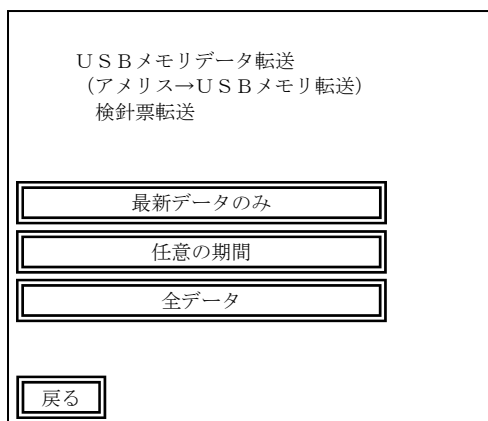 ＵＳＢメモリデータ転送
（アメリス→ＵＳＢメモリ転送）
検針票転送
最新データのみ
任意の期間
全データ
戻る